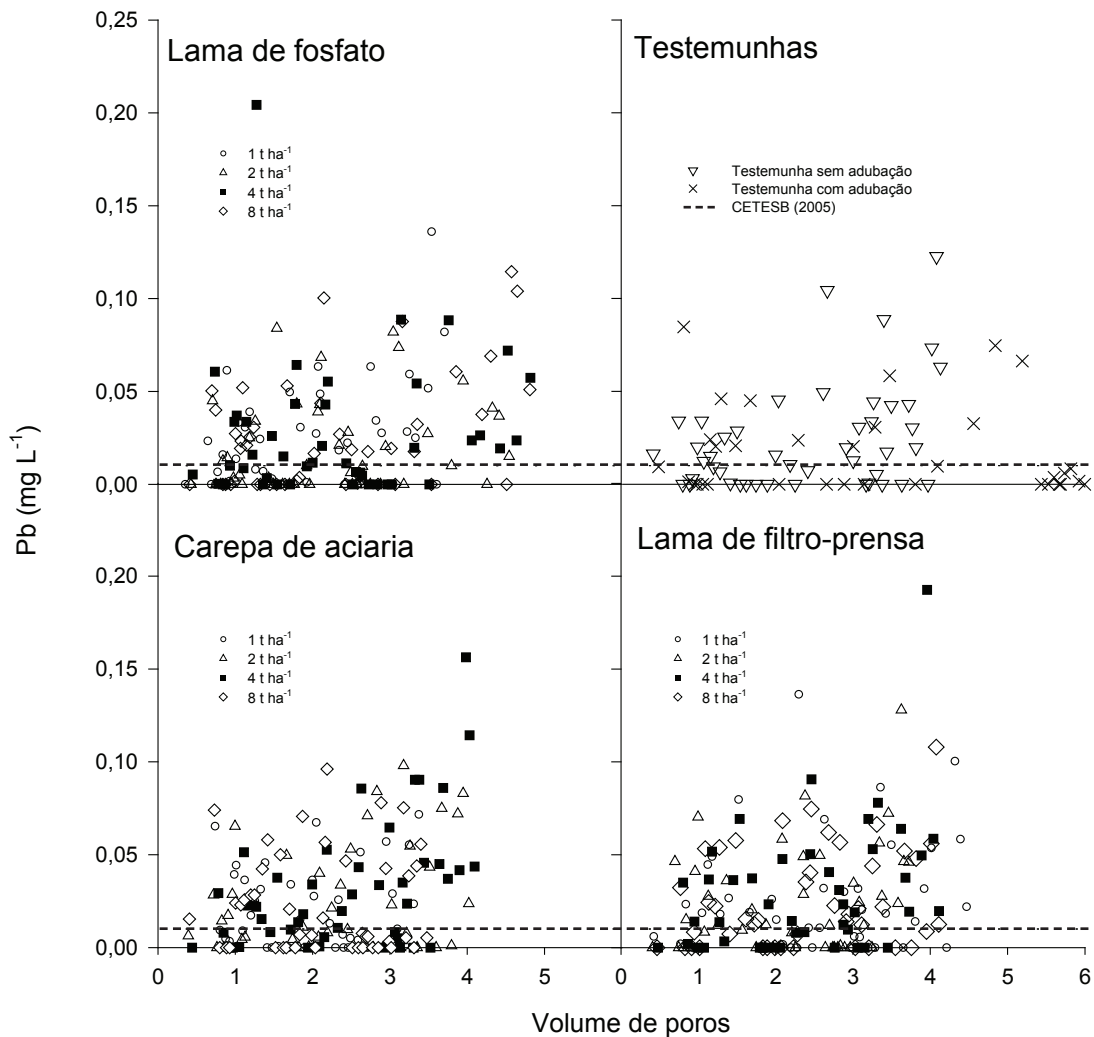 0,25
Lama de fosfato
Testemunhas
0,20
1 t ha⁻¹
2 t ha⁻¹
4 t ha⁻¹
8 t ha⁻¹
Testemunha sem adubação
Testemunha com adubação
CETESB (2005)
0,15
0,10
0,05
0,00
Pb (mg L⁻¹)
Carepa de aciaria
Lama de filtro-prensa
0,20
1 t ha⁻¹
2 t ha⁻¹
4 t ha⁻¹
8 t ha⁻¹
1 t ha⁻¹
2 t ha⁻¹
4 t ha⁻¹
8 t ha⁻¹
0,15
0,10
0,05
0,00
0 1 2 3 4 5
0 1 2 3 4 5 6
Volume de poros